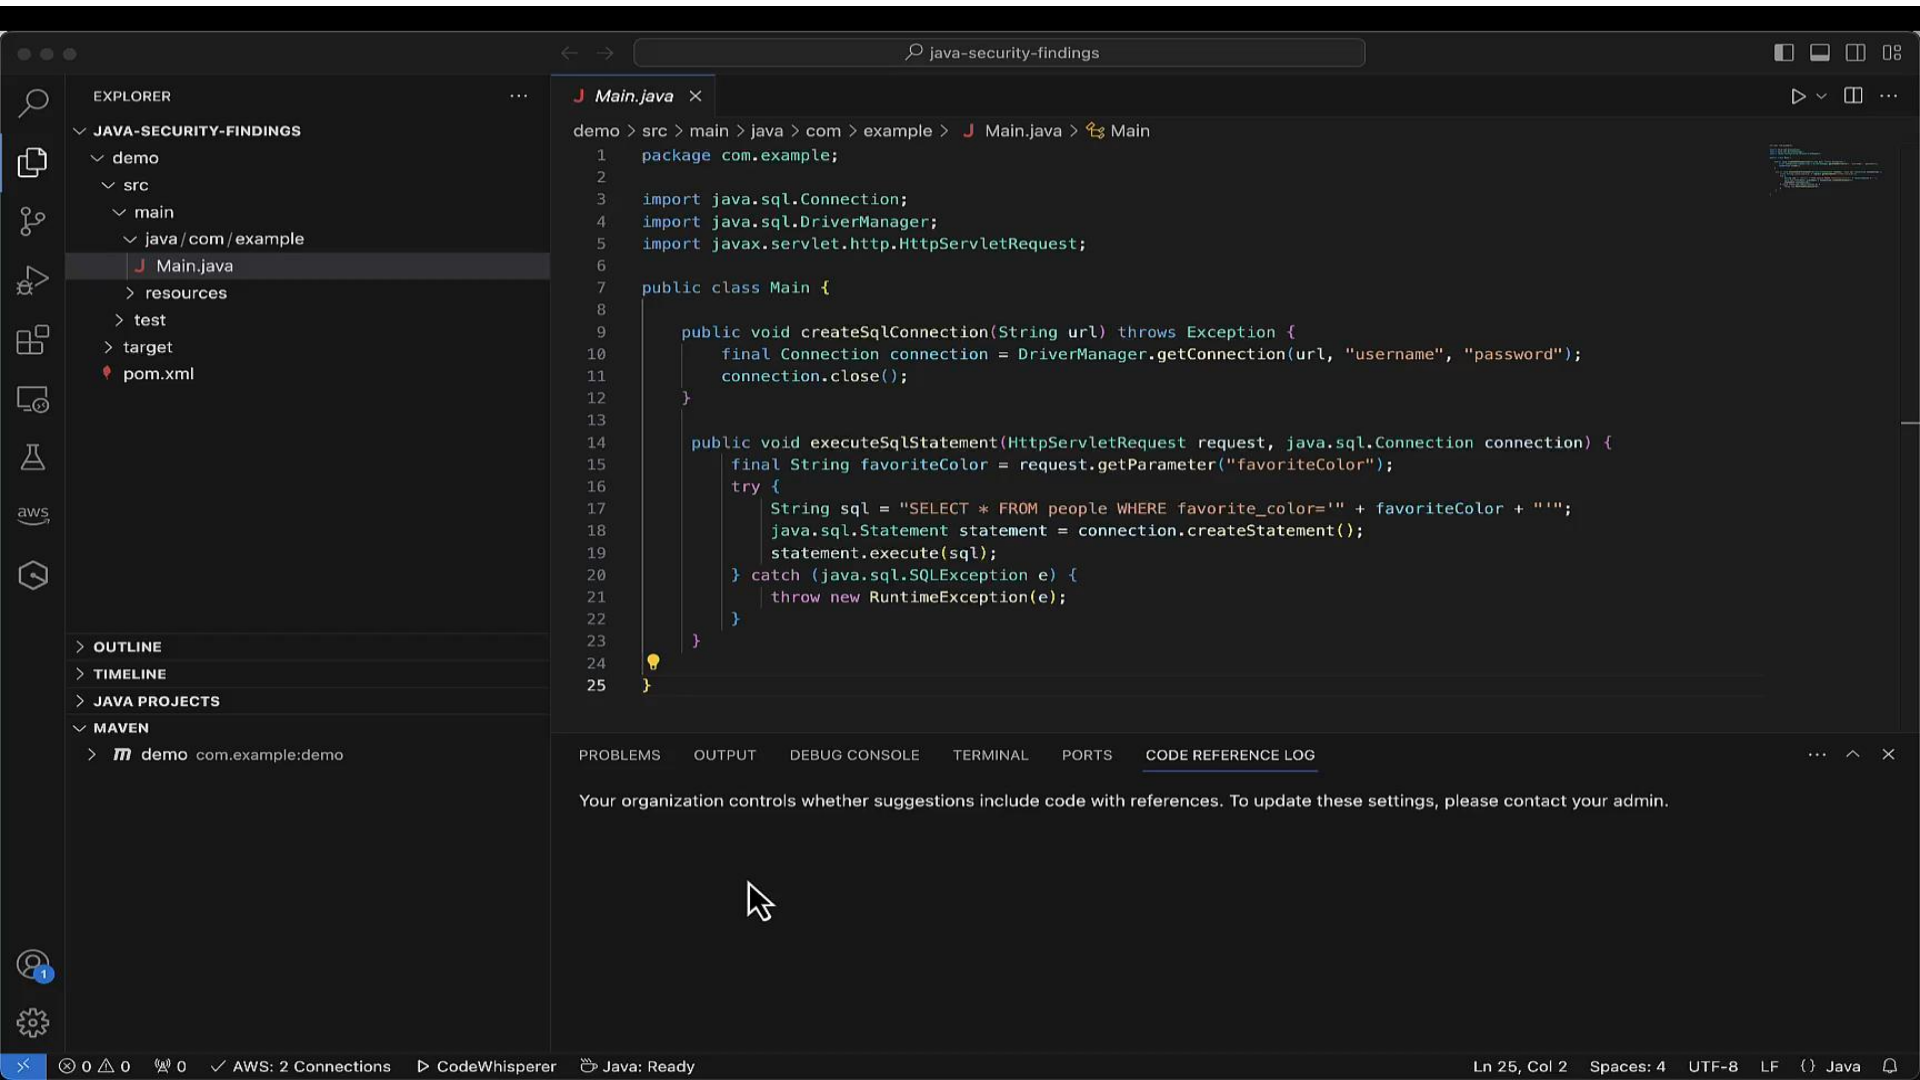 java-security-findings
EXPLORER
JAVA-SECURITY-FINDINGS
demo
src
main
java/com/example
J Main.java
resources
test
target
pom.xml
OUTLINE
TIMELINE
JAVA PROJECTS
MAVEN
m demo com.example:demo
aws
1
J Main.java
demo > src > main > java > com > example > J Main.java > Main
1 package com.example;
2
3 import java.sql.Connection;
4 import java.sql.DriverManager;
5 import javax.servlet.http.HttpServletRequest;
6
7 public class Main {
8
9 public void createSqlConnection(String url) throws Exception {
10 final Connection connection = DriverManager.getConnection(url, "username", "password");
11 connection.close();
12 }
13
14 public void executeSqlStatement(HttpServletRequest request, java.sql.Connection connection) {
15 final String favoriteColor = request.getParameter("favoriteColor");
16 try {
17 String sql = "SELECT * FROM people WHERE favorite_color='" + favoriteColor + "'";
18 java.sql.Statement statement = connection.createStatement();
19 statement.execute(sql);
20 } catch (java.sql.SQLException e) {
21 throw new RuntimeException(e);
22 }
23 }
24
25 }
PROBLEMS OUTPUT DEBUG CONSOLE TERMINAL PORTS CODE REFERENCE LOG
Your organization controls whether suggestions include code with references. To update these settings, please contact your admin.
0 0 0 AWS: 2 Connections CodeWhisperer Java: Ready Ln 25, Col 2 Spaces: 4 UTF-8 LF {} Java